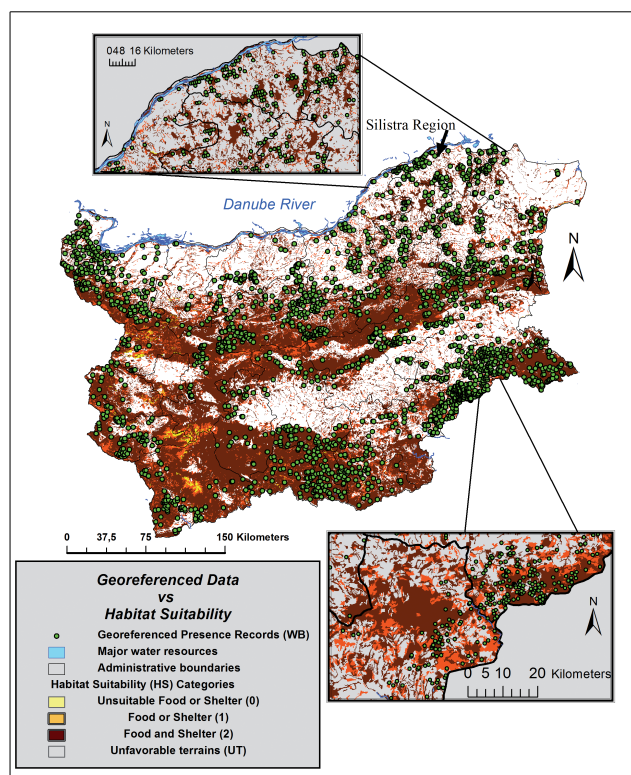 048 16 Kilometers
N
Silistra Region
Danube River
N
0 37,5 75 150 Kilometers
N
0 5 10 20 Kilometers
Georeferenced Data
vs
Habitat Suitability
Georeferenced Presence Records (WB)
Major water resources
Administrative boundaries
Habitat Suitability (HS) Categories
Unsuitable Food or Shelter (0)
Food or Shelter (1)
Food and Shelter (2)
Unfavorable terrains (UT)